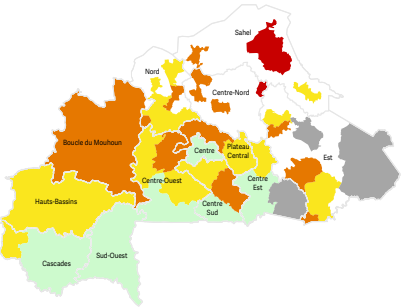 Sahel
Nord
Centre-Nord
Boucle du Mouhoun
Centre
Plateau
Central
Est
Centre-Ouest
Centre
Est
Hauts-Bassins
Centre
Sud
Sud-Ouest
Cascades